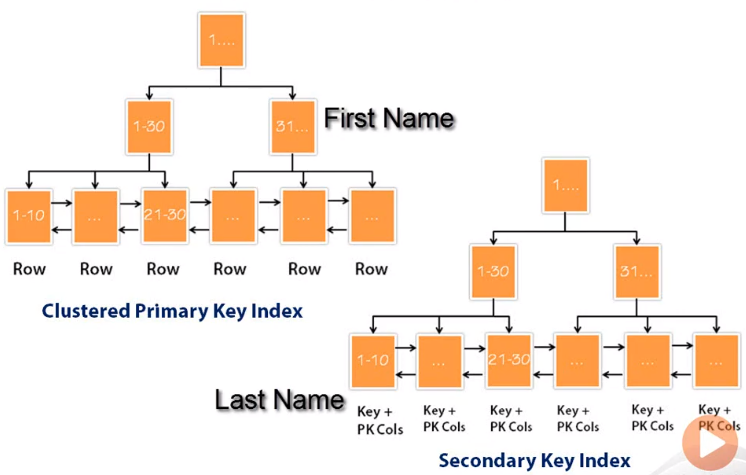 1....
1-30
31...
First Name
1-10
...
21-30
...
...
...
Row
Row
Row
Row
Row
Row
Clustered Primary Key Index
1....
1-30
31...
1-10
...
21-30
...
...
...
Last Name
Key +
PK Cols
Key +
PK Cols
Key +
PK Cols
Key +
PK Cols
Key +
PK Cols
Key +
PK Cols
Secondary Key Index